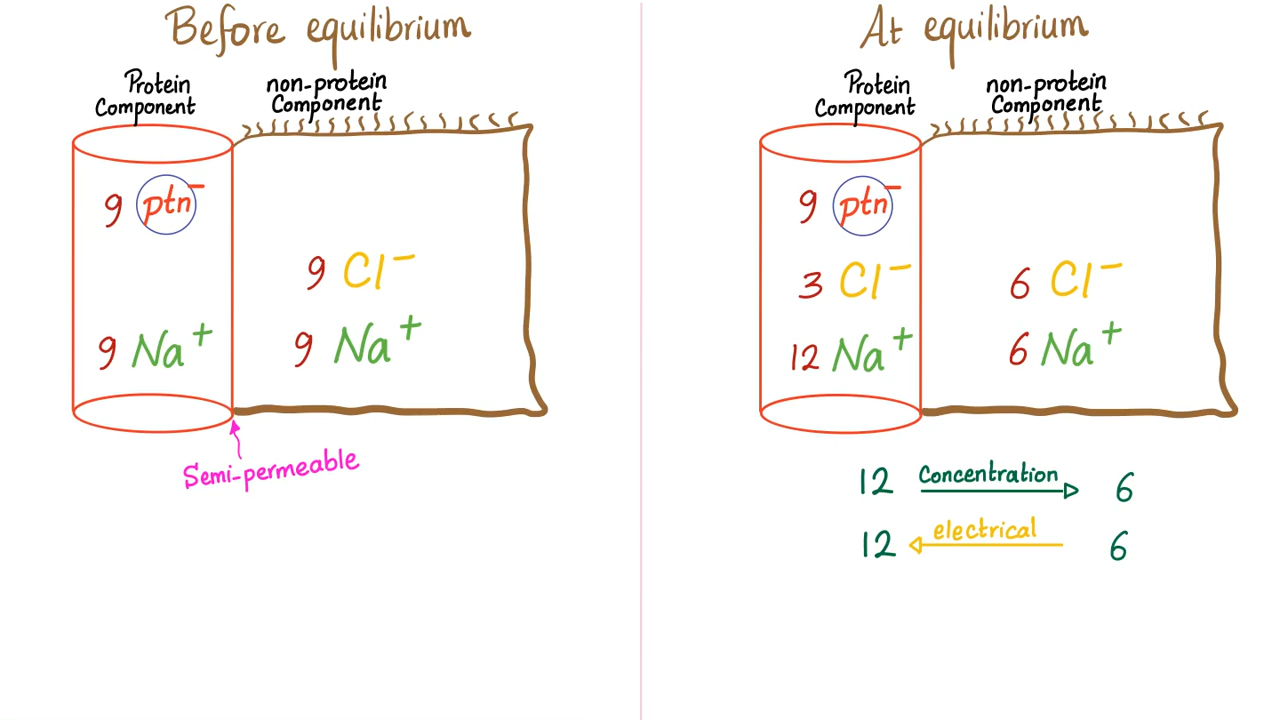 Before equilibrium
Protein
Component
non-protein
Component
9 ptn⁻
9 Cl⁻
9 Na⁺
9 Na⁺
Semi-permeable
At equilibrium
Protein
Component
non-protein
Component
9 ptn⁻
3 Cl⁻
6 Cl⁻
12 Na⁺
6 Na⁺
12 Concentration 6
12 electrical 6